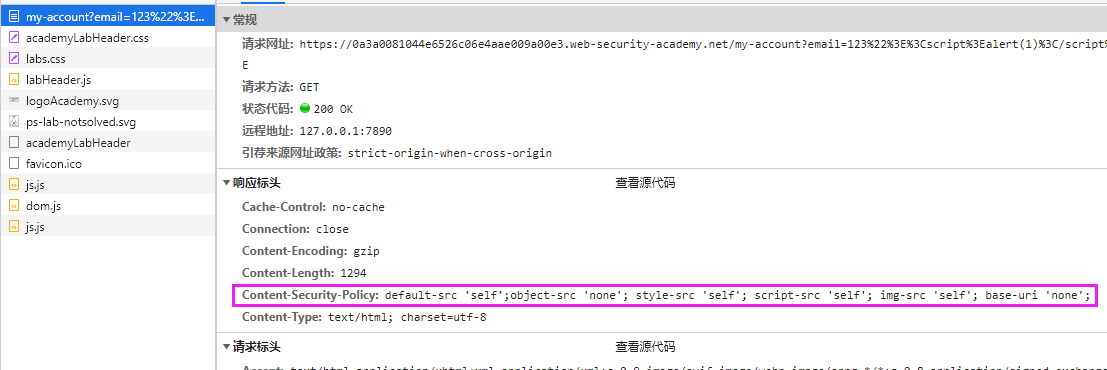 my-account?email=123%22%3E...
academyLabHeader.css
labs.css
labHeader.js
logoAcademy.svg
ps-lab-notsolved.svg
academyLabHeader
favicon.ico
js.js
dom.js
js.js
常规
请求网址: https://0a3a0081044e6526c06e4aae009a00e3.web-security-academy.net/my-account?email=123%22%3E%3Cscript%3Ealert(1)%3C/script%
E
请求方法: GET
状态代码: 200 OK
远程地址: 127.0.0.1:7890
引荐来源网址政策: strict-origin-when-cross-origin
响应标头 查看源代码
Cache-Control: no-cache
Connection: close
Content-Encoding: gzip
Content-Length: 1294
Content-Security-Policy: default-src 'self';object-src 'none'; style-src 'self'; script-src 'self'; img-src 'self'; base-uri 'none';
Content-Type: text/html; charset=utf-8
请求标头 查看源代码